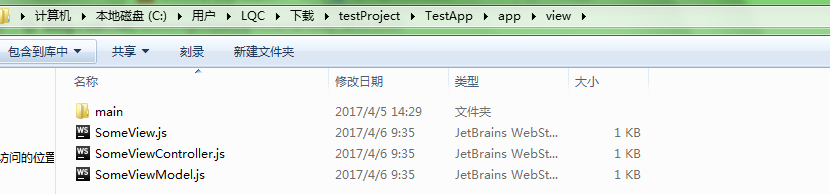 计算机 ▸ 本地磁盘 (C:) ▸ 用户 ▸ LQC ▸ 下载 ▸ testProject ▸ TestApp ▸ app ▸ view ▸
包含到库中 共享 刻录 新建文件夹
名称 修改日期 类型 大小
main 2017/4/5 14:29 文件夹
SomeView.js 2017/4/6 9:35 JetBrains WebSt... 1 KB
SomeViewController.js 2017/4/6 9:35 JetBrains WebSt... 1 KB
访问的位置
SomeViewModel.js 2017/4/6 9:35 JetBrains WebSt... 1 KB